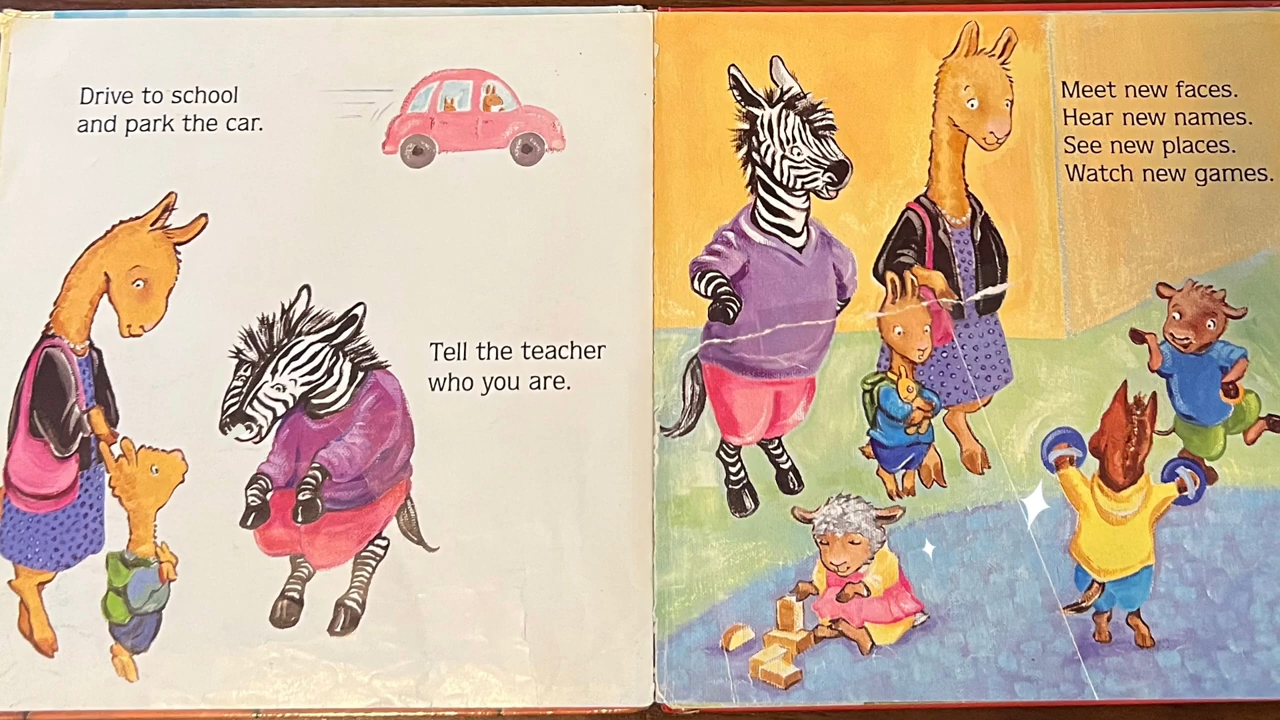 Drive to school
and park the car.
Tell the teacher
who you are.
Meet new faces.
Hear new names.
See new places.
Watch new games.